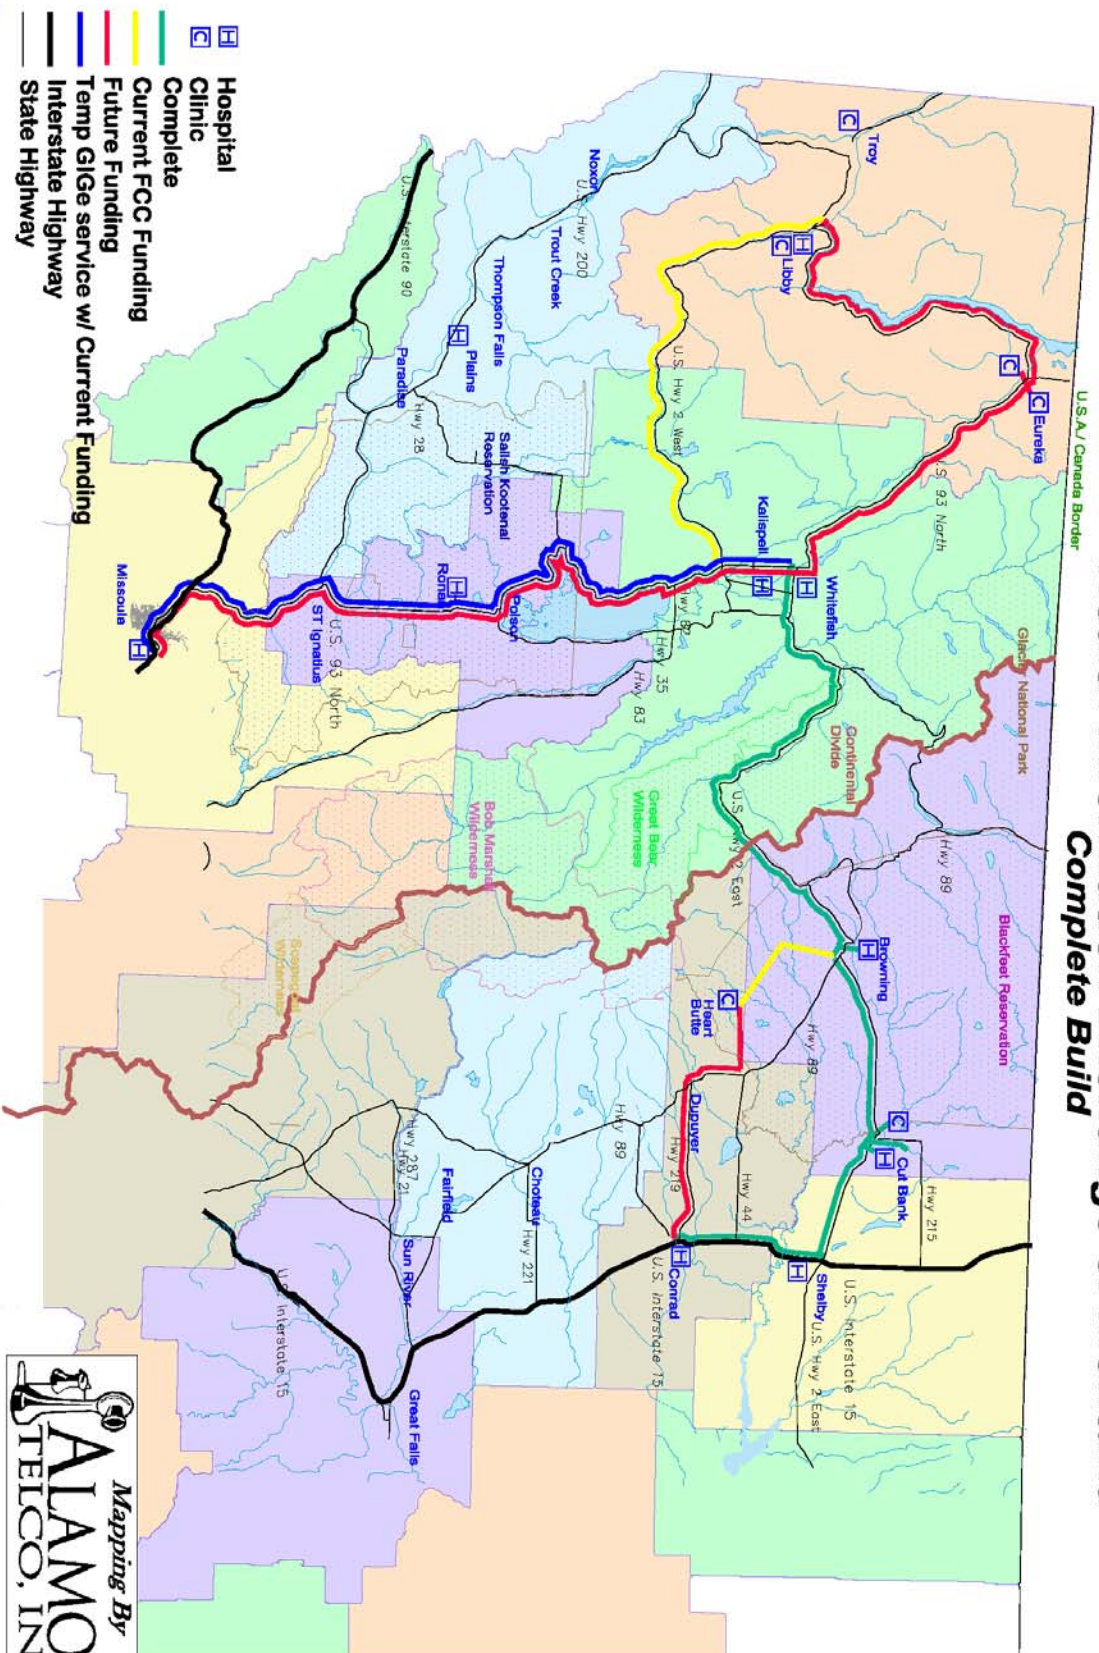 Complete Build
U.S.A./ Canada Border
Troy
Libby
Eureka
U.S. Hwy 2 West
U.S. 93 North
Noxon
U.S. Hwy 200
Trout Creek
Thompson Falls
Plains
Paradise
Hwy 28
U.S. Interstate 90
Salish Kootenai
Reservation
Kalispell
Whitefish
Hwy 82
Hwy 35
Hwy 83
Polson
Ronan
ST Ignatius
U.S. 93 North
Missoula
Glacier National Park
Continental
Divide
Great Bear
Wilderness
Bob Marshall
Wilderness
Scapegoat
Wilderness
U.S. Hwy 2 East
Hwy 89
Blackfeet Reservation
Browning
Heart
Butte
Hwy 89
Dupuyer
Hwy 219
Hwy 44
Cut Bank
Hwy 215
Shelby
U.S. Interstate 15
U.S. Hwy 2 East
Conrad
U.S. Interstate 15
Hwy 89
Choteau
Hwy 221
Fairfield
Hwy 287
Hwy 21
Sun River
Great Falls
U.S. Interstate 15
H Hospital
C Clinic
Complete
Current FCC Funding
Future Funding
Temp GIGe service w/ Current Funding
Interstate Highway
State Highway
Mapping By
ALAMO
TELCO, IN